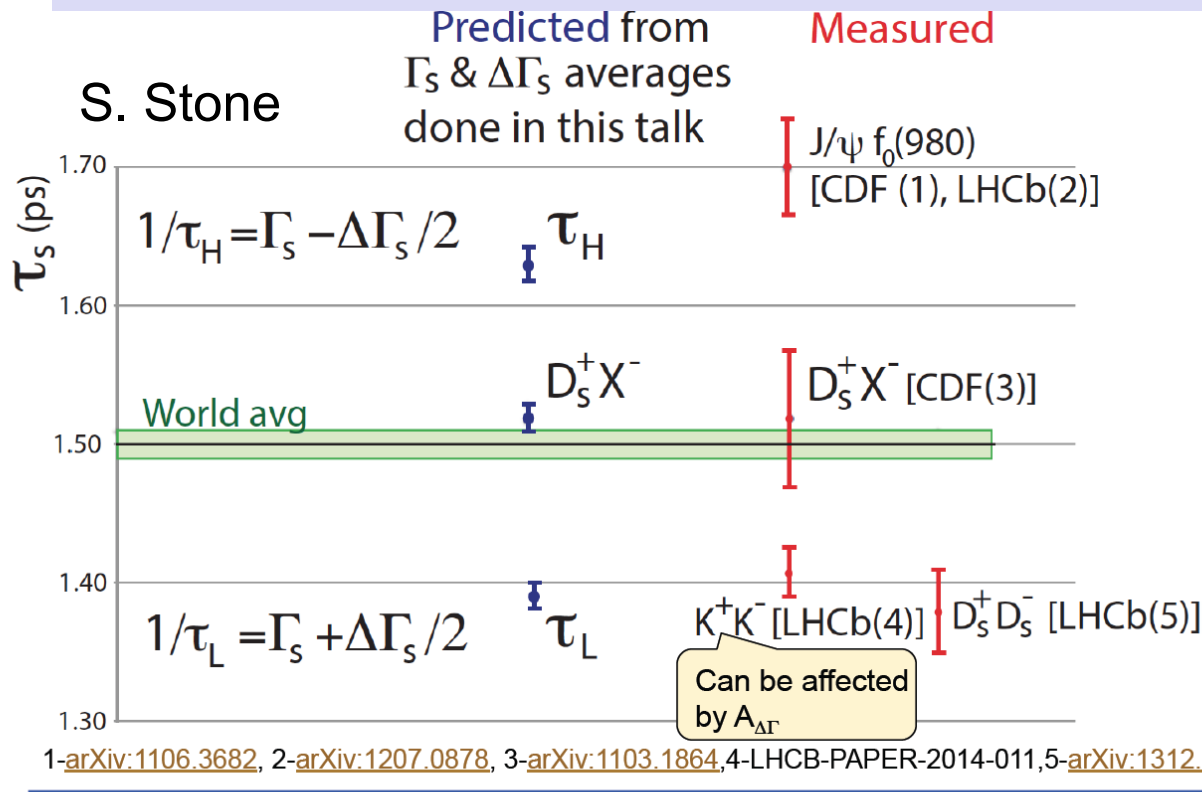 Predicted from
Γs & ΔΓs averages
done in this talk
Measured
S. Stone
J/ψ f0(980)
[CDF (1), LHCb(2)]
τs (ps)
1.70
1/τH =Γs −ΔΓs /2
τH
1.60
Ds+X-
Ds+X- [CDF(3)]
World avg
1.50
1.40
1/τL =Γs +ΔΓs /2
τL
K+K- [LHCb(4)]
Ds+Ds- [LHCb(5)]
Can be affected
by AΔΓ
1.30
1-arXiv:1106.3682, 2-arXiv:1207.0878, 3-arXiv:1103.1864,4-LHCB-PAPER-2014-011,5-arXiv:1312.